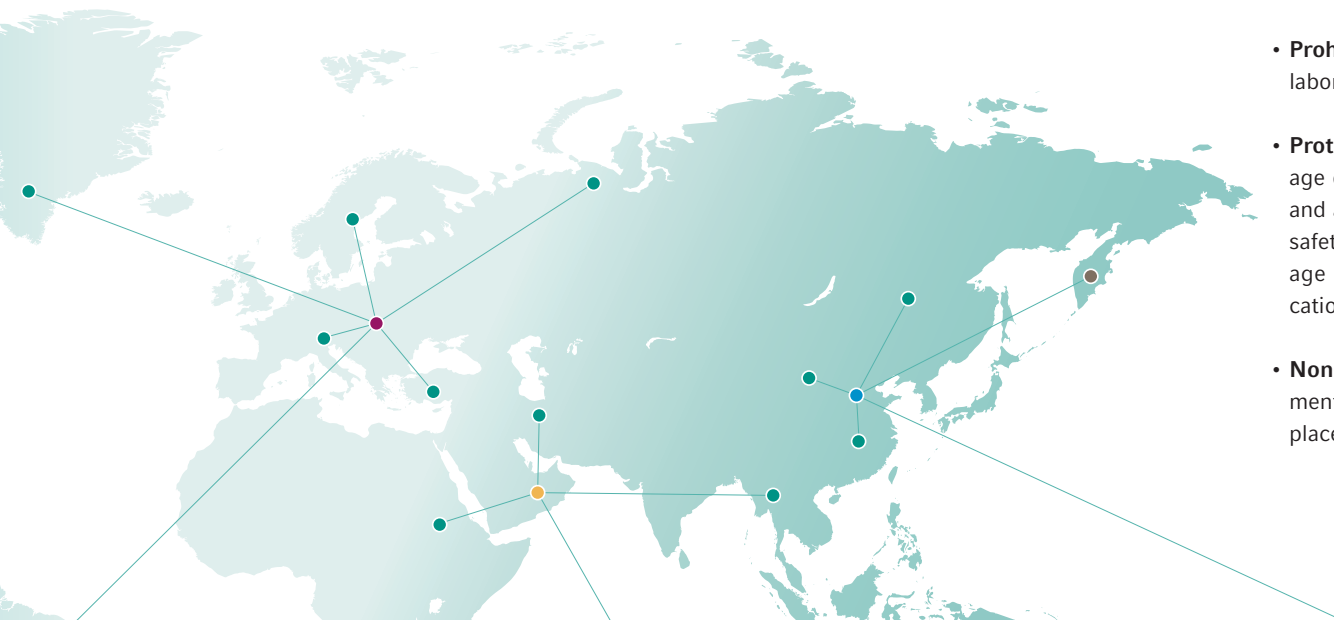 • Proh
labor
• Prot
age
and
safet
age
catio
• Non
ment
place